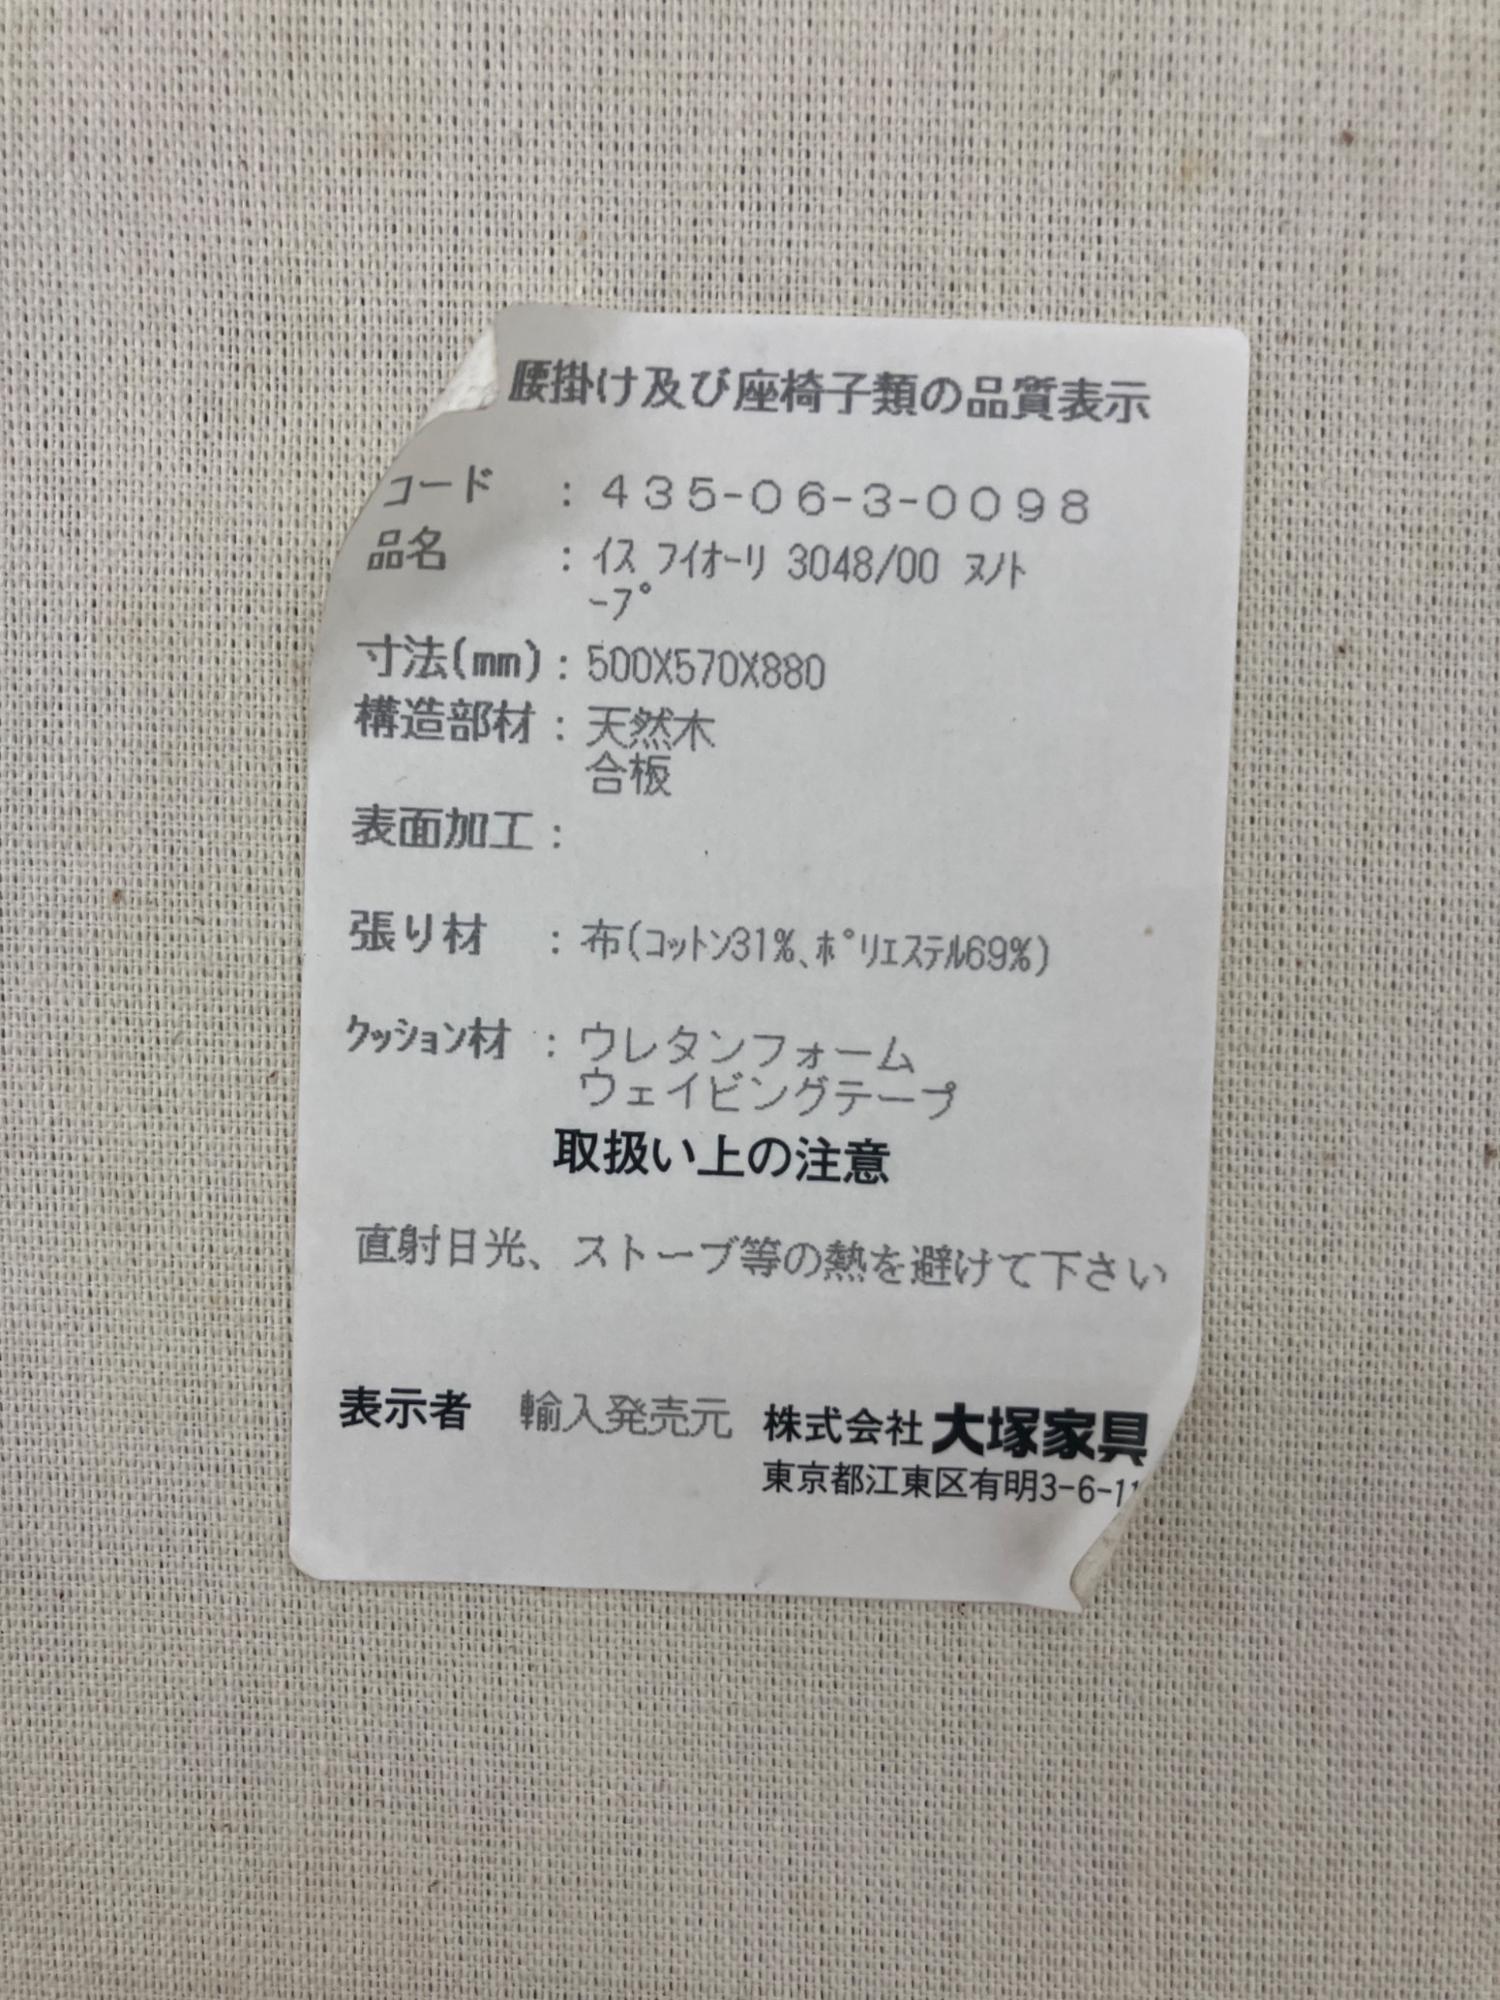 腰掛け及び座椅子類の品質表示
コード : 435-06-3-0098
品名 : ｲｽ ﾌｲｵｰﾘ 3048/00 ﾇﾉﾄ
ｰﾌﾟ
寸法(mm) : 500X570X880
構造部材 : 天然木
合板
表面加工 :
張り材 : 布(ｺｯﾄﾝ31%､ﾎﾟﾘｴｽﾃﾙ69%)
ｸｯｼｮﾝ材 : ウレタンフォーム
ウェイビングテープ
取扱い上の注意
直射日光、ストーブ等の熱を避けて下さい
表示者 輸入発売元 株式会社 大塚家具
東京都江東区有明3-6-11